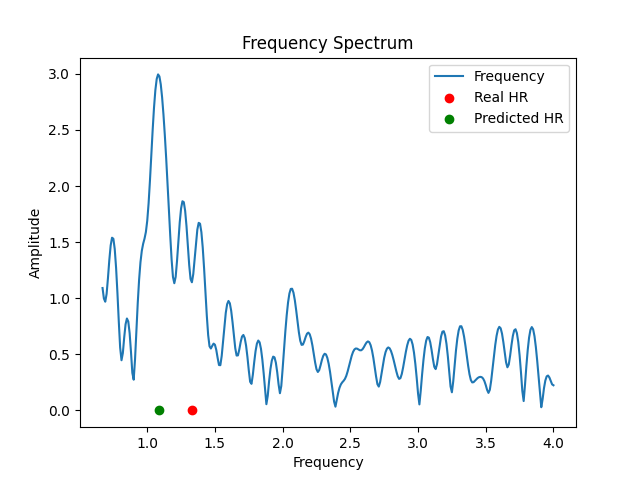 Frequency Spectrum
Frequency
Real HR
Predicted HR
Amplitude
3.0
2.5
2.0
1.5
1.0
0.5
0.0
1.0 1.5 2.0 2.5 3.0 3.5 4.0
Frequency